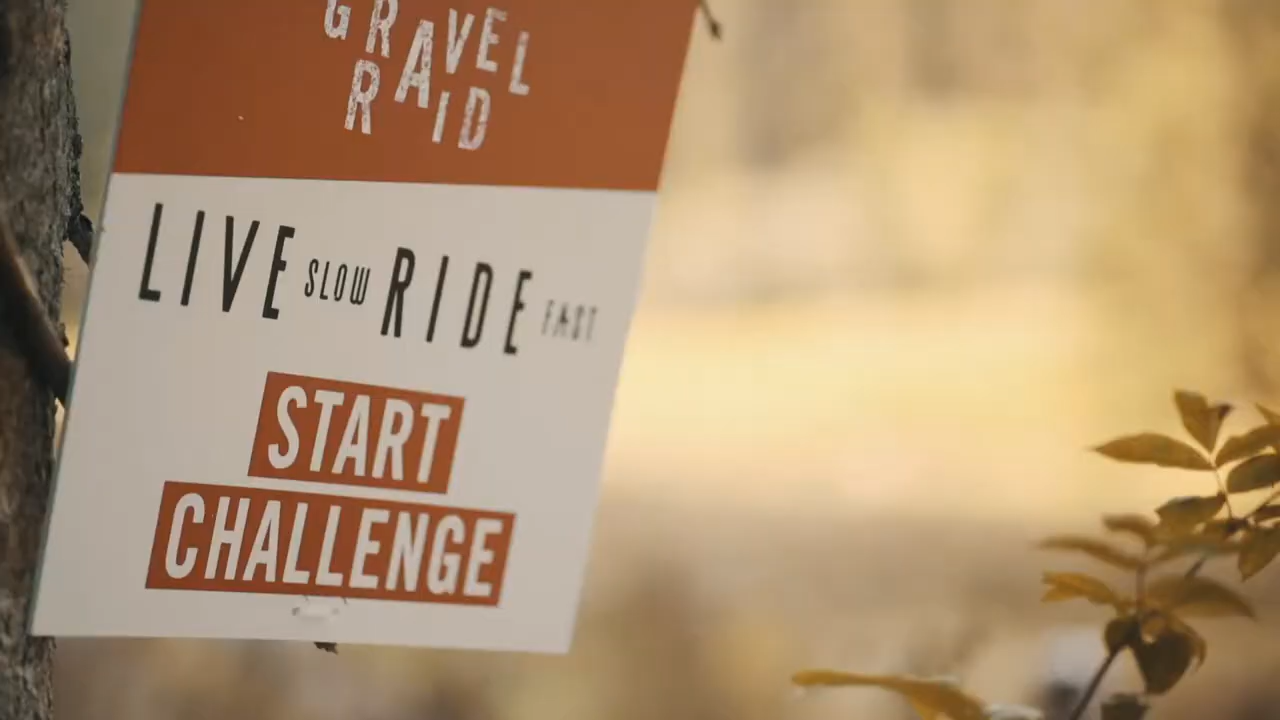 GRAVEL
RAID
LIVE SLOW RIDE FAST
START
CHALLENGE